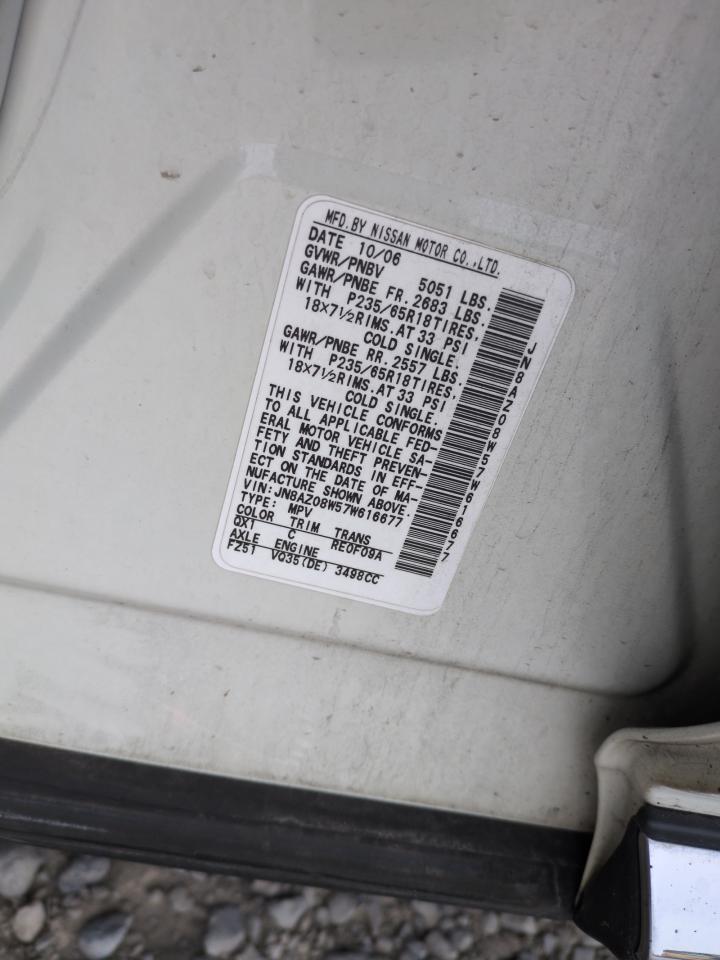 MFD.BY NISSAN MOTOR CO.,LTD.
DATE 10/06
GVWR/PNBV 5051 LBS.
GAWR/PNBE FR. 2683 LBS.
WITH P235/65R18TIRES,
18X7½RIMS.AT 33 PSI
COLD SINGLE.
GAWR/PNBE RR. 2557 LBS.
WITH P235/65R18TIRES,
18X7½RIMS.AT 33 PSI
COLD SINGLE.
THIS VEHICLE CONFORMS
TO ALL APPLICABLE FED-
ERAL MOTOR VEHICLE SA-
FETY AND THEFT PREVEN-
TION STANDARDS IN EFF-
ECT ON THE DATE OF MA-
NUFACTURE SHOWN ABOVE.
VIN:JN8AZ08W57W616677
TYPE: MPV
COLOR TRIM TRANS
QX1 C RE0F09A
AXLE ENGINE
FZ51 VQ35(DE) 3498CC
JN8AZ08W57W616677